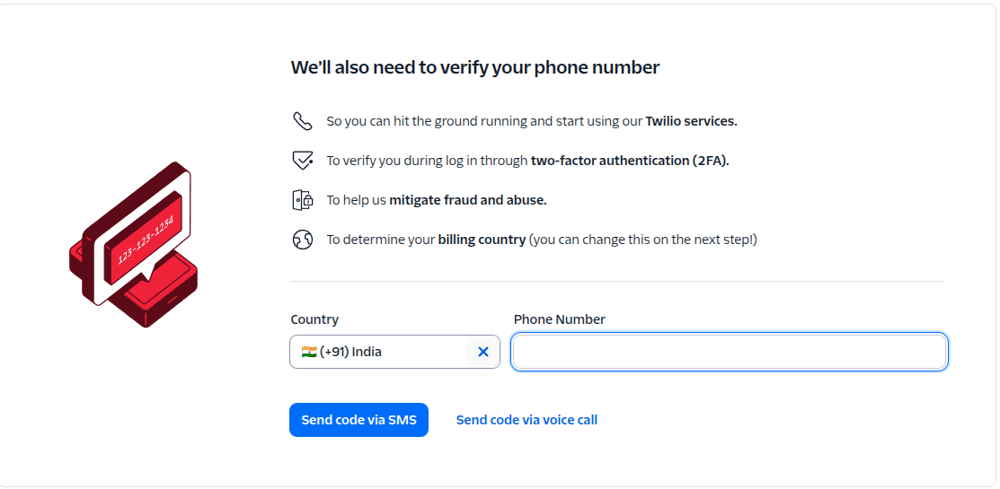 We'll also need to verify your phone number
So you can hit the ground running and start using our Twilio services.
To verify you during log in through two-factor authentication (2FA).
To help us mitigate fraud and abuse.
To determine your billing country (you can change this on the next step!)
123-123-1234
Country
Phone Number
(+91) India
Send code via SMS
Send code via voice call